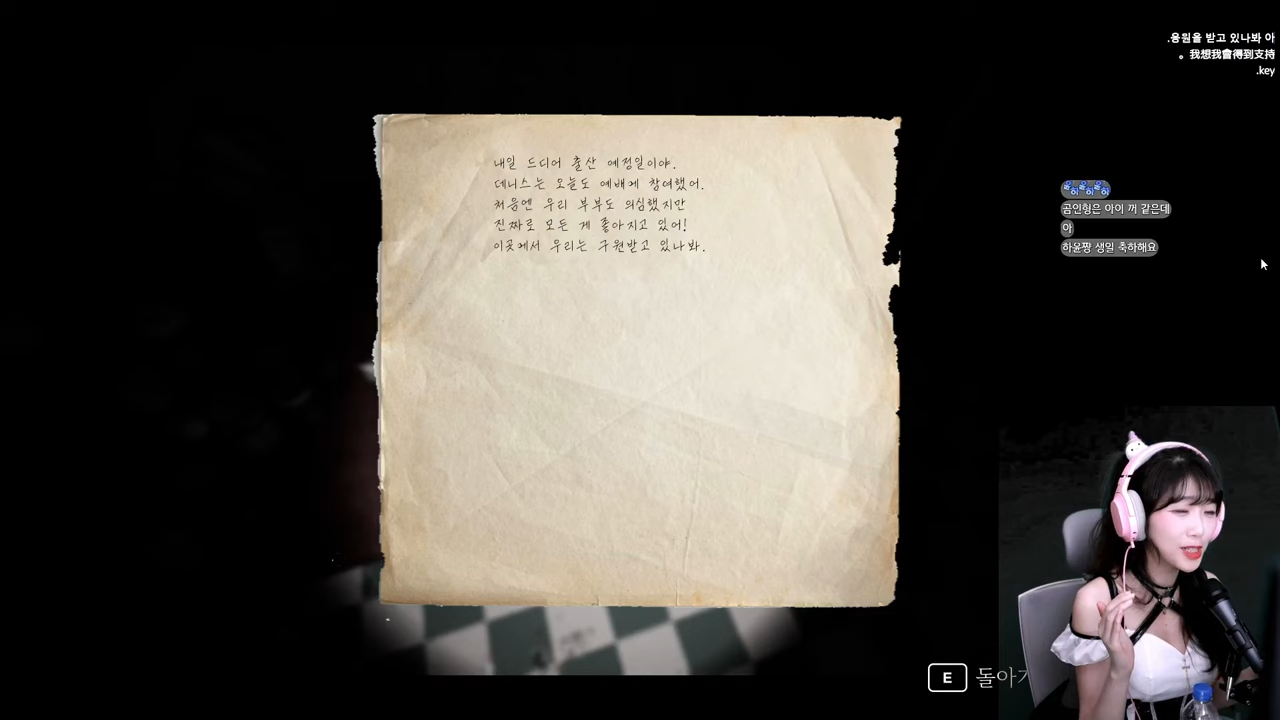 내일 드디어 출산 예정일이야.
데니스는 오늘도 예배에 참여했어.
처음엔 우리 부부도 의심했지만
진짜로 모든 게 좋아지고 있어!
이곳에서 우리는 구원받고 있나봐.
.응원을 받고 있나봐 아
。我想我會得到支持
.key
곰인형은 아이 꺼 같은데
아
하윤짱 생일 축하해요
E 돌아가